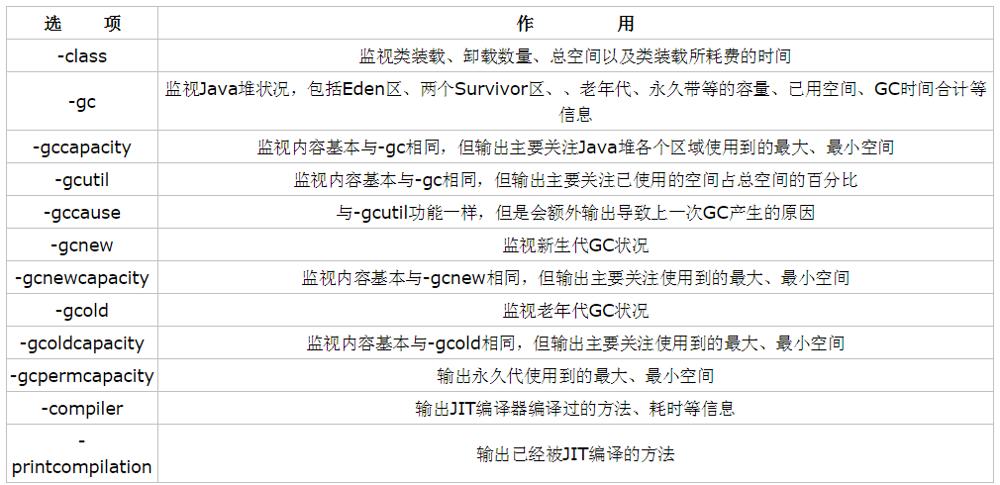 选 项 作 用
-class 监视类装载、卸载数量、总空间以及类装载所耗费的时间
-gc 监视Java堆状况，包括Eden区、两个Survivor区、、老年代、永久带等的容量、已用空间、GC时间合计等
信息
-gccapacity 监视内容基本与-gc相同，但输出主要关注Java堆各个区域使用到的最大、最小空间
-gcutil 监视内容基本与-gc相同，但输出主要关注已使用的空间占总空间的百分比
-gccause 与-gcutil功能一样，但是会额外输出导致上一次GC产生的原因
-gcnew 监视新生代GC状况
-gcnewcapacity 监视内容基本与-gcnew相同，但输出主要关注使用到的最大、最小空间
-gcold 监视老年代GC状况
-gcoldcapacity 监视内容基本与-gcold相同，但输出主要关注使用到的最大、最小空间
-gcpermcapacity 输出永久代使用到的最大、最小空间
-compiler 输出JIT编译器编译过的方法、耗时等信息
-
printcompilation 输出已经被JIT编译的方法